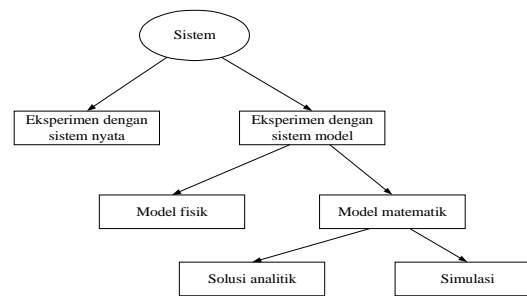 Sistem
Eksperimen dengan
sistem nyata
Eksperimen dengan
sistem model
Model fisik
Model matematik
Solusi analitik
Simulasi